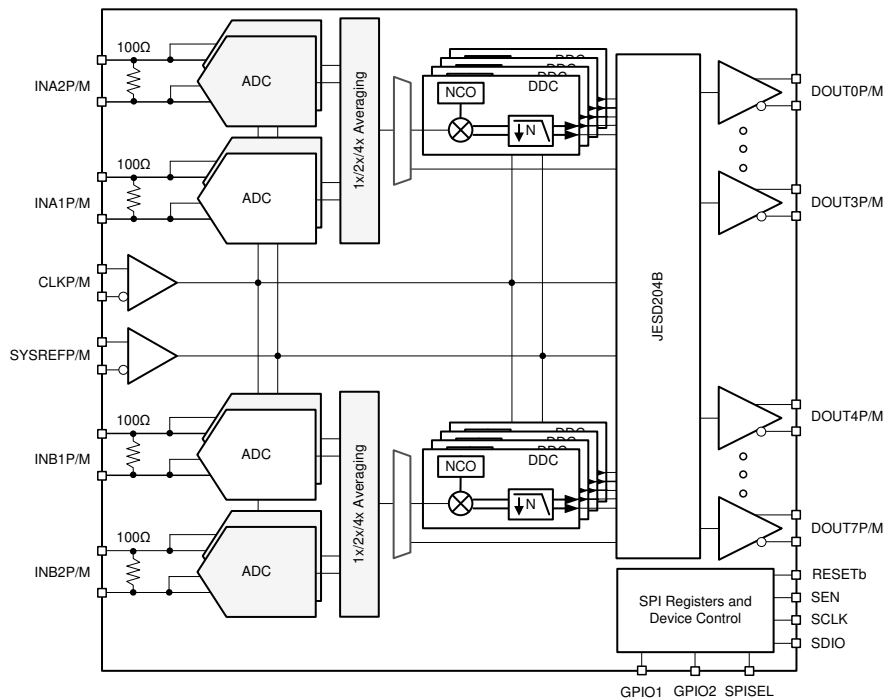 100Ω
INA2P/M
ADC
100Ω
INA1P/M
ADC
1x/2x/4x Averaging
DDC
DDC
DDC
DDC
NCO
N
JESD204B
DOUT0P/M
DOUT3P/M
CLKP/M
SYSREFP/M
100Ω
INB1P/M
ADC
100Ω
INB2P/M
ADC
1x/2x/4x Averaging
DDC
DDC
DDC
DDC
NCO
N
DOUT4P/M
DOUT7P/M
SPI Registers and
Device Control
RESETb
SEN
SCLK
SDIO
GPIO1
GPIO2
SPISEL